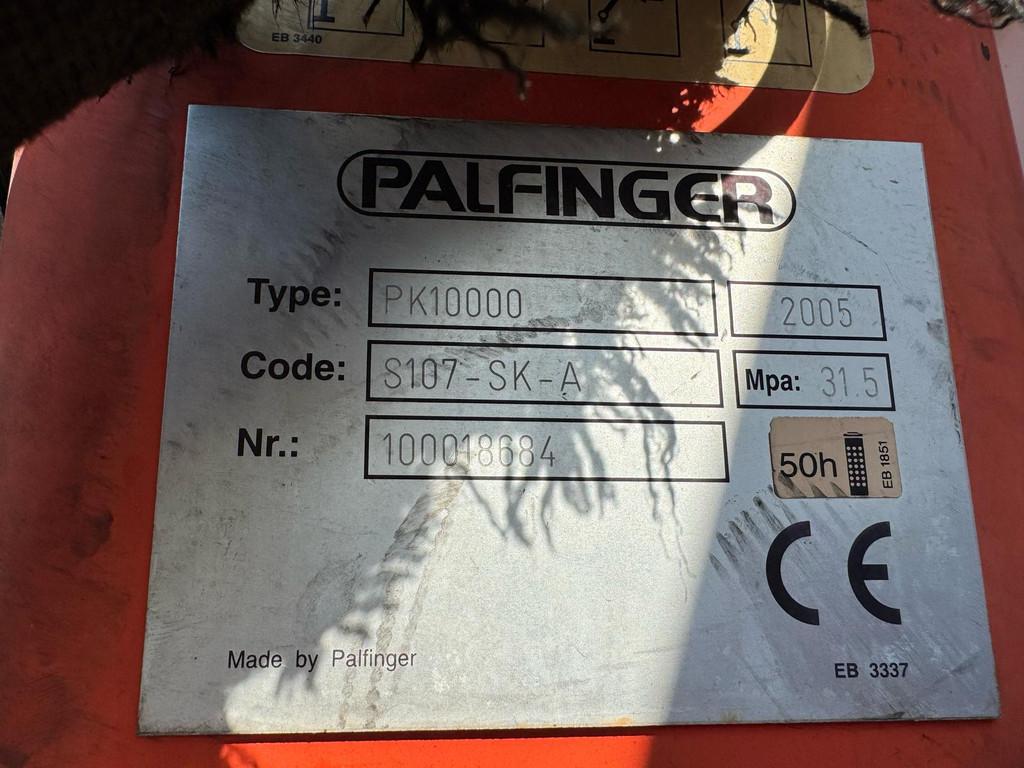 EB 3440
PALFINGER
Type: PK10000 2005
Code: S107-SK-A Mpa: 31.5
Nr.: 100018684
50h EB 1851
CE
Made by Palfinger EB 3337